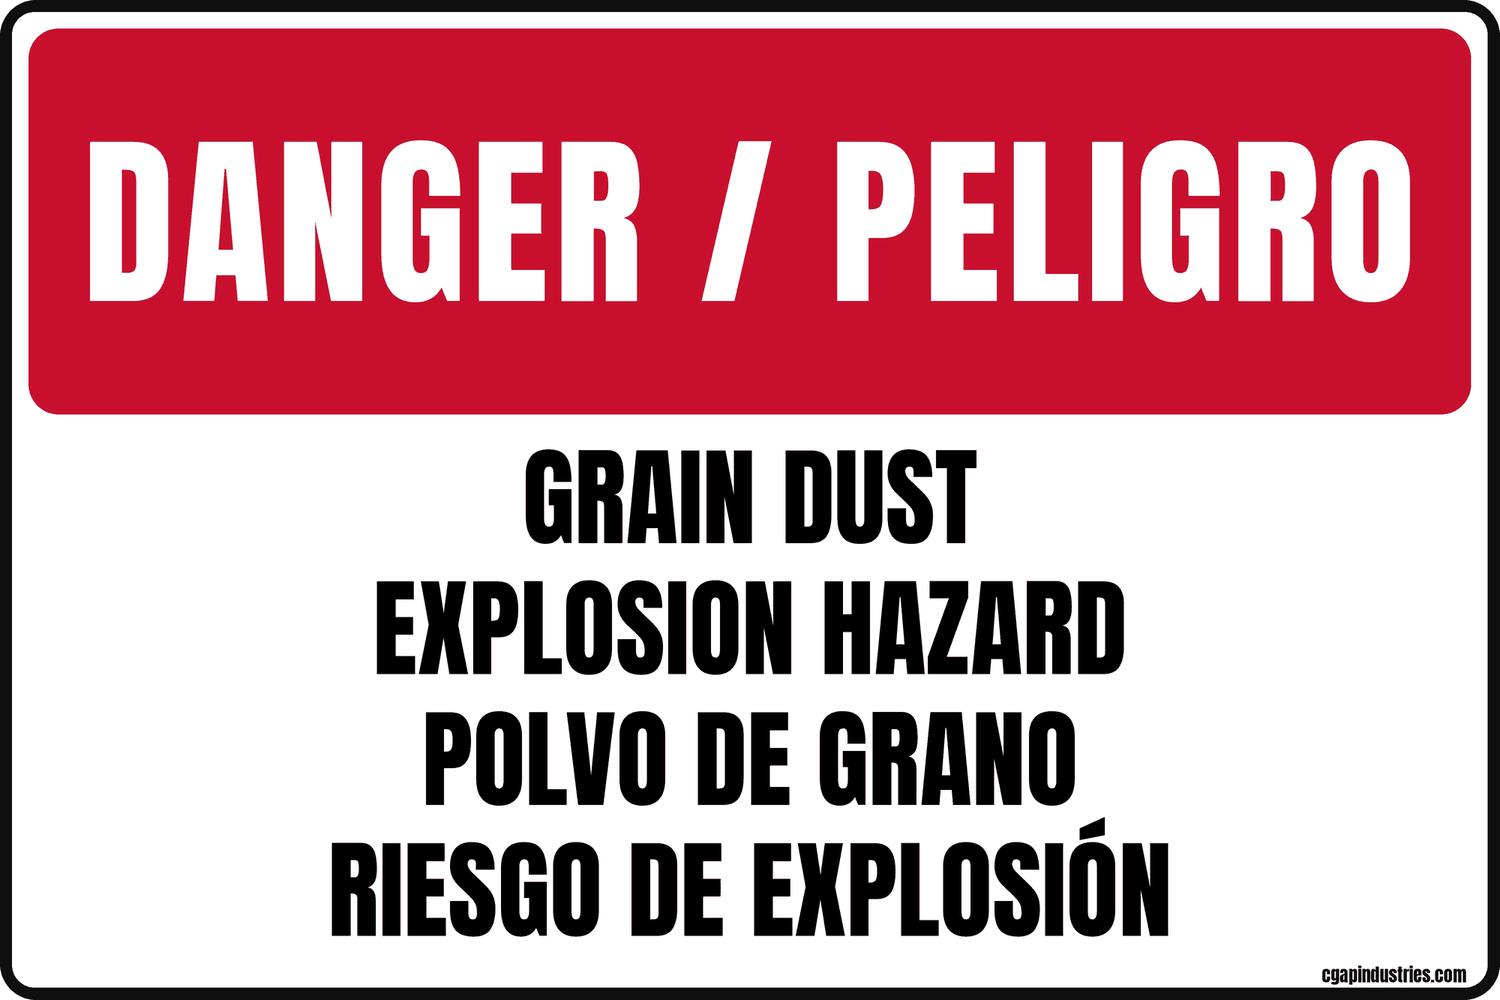 DANGER / PELIGRO
GRAIN DUST
EXPLOSION HAZARD
POLVO DE GRANO
RIESGO DE EXPLOSIÓN
cgapindustries.com